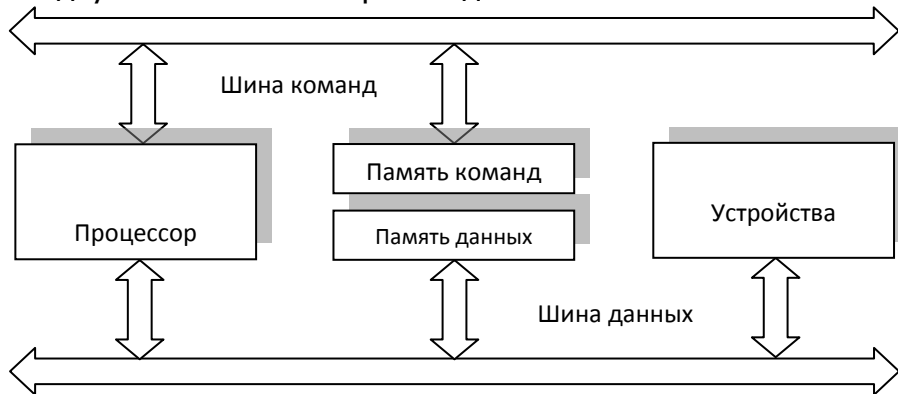 Шина команд
Память команд
Процессор
Память данных
Устройства
Шина данных